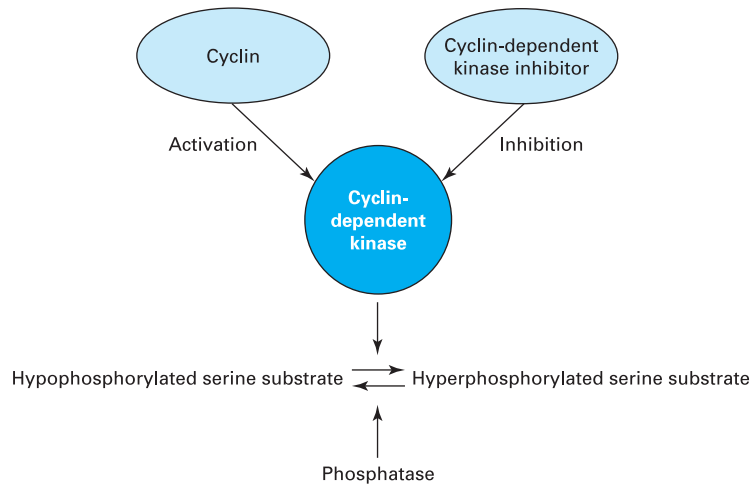 Cyclin
Cyclin-dependent
kinase inhibitor
Activation
Inhibition
Cyclin-
dependent
kinase
Hypophosphorylated serine substrate
Hyperphosphorylated serine substrate
Phosphatase